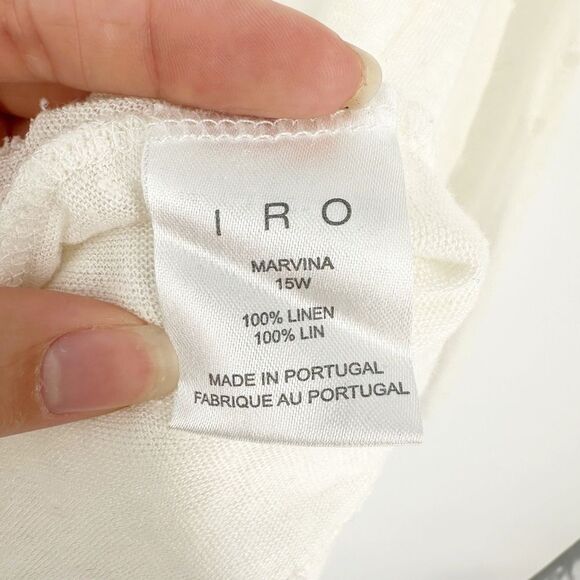 IRO
MARVINA
15W
100% LINEN
100% LIN
MADE IN PORTUGAL
FABRIQUE AU PORTUGAL